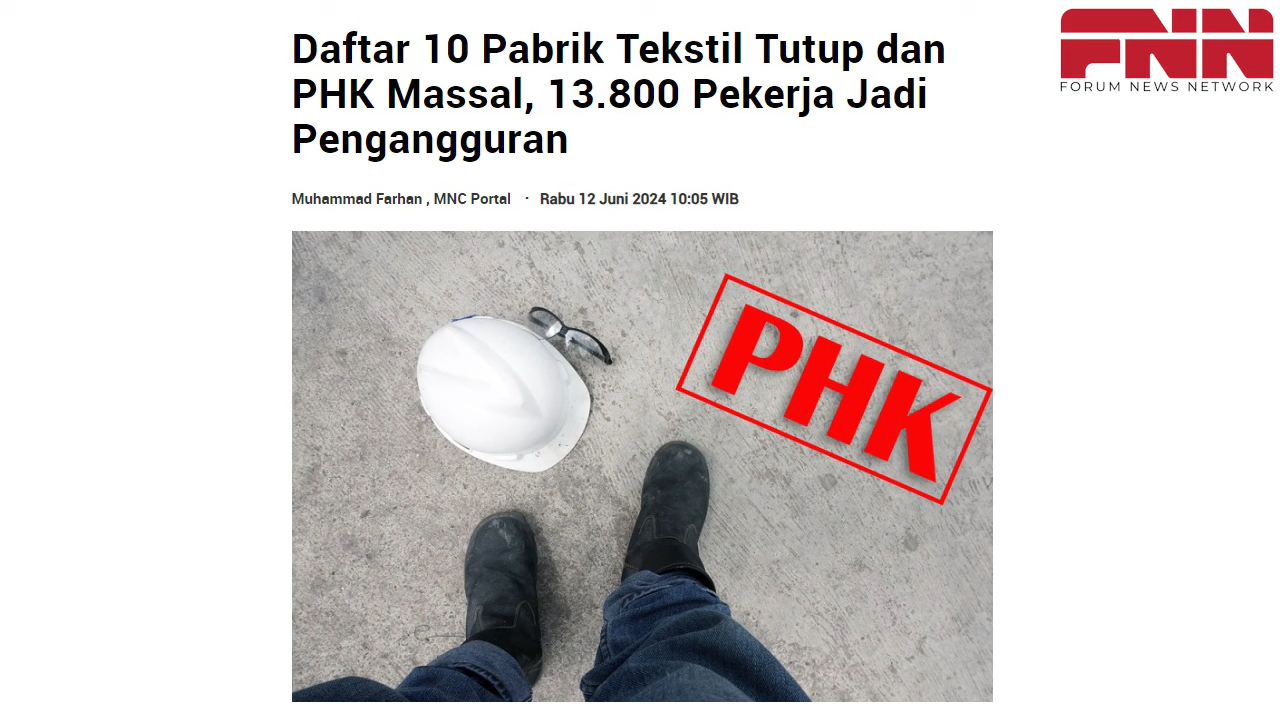 Daftar 10 Pabrik Tekstil Tutup dan
PHK Massal, 13.800 Pekerja Jadi
Pengangguran
Muhammad Farhan , MNC Portal · Rabu 12 Juni 2024 10:05 WIB
FNN
FORUM NEWS NETWORK
PHK